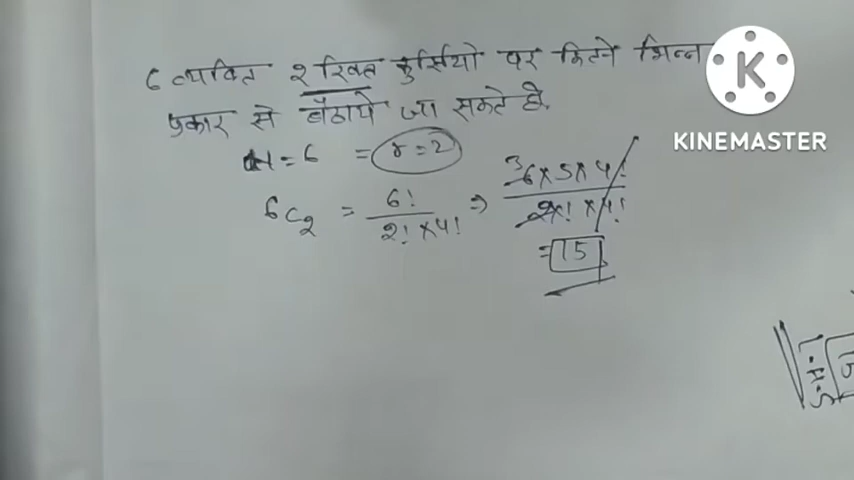 6 व्यक्ति 2 रिक्त कुर्सियो पर कितने भिन्न
प्रकार से बैठाये जा सकते है.
n = 6 = r = 2
6C2 = 6! / 2! × 4! ⇒ 3 6 × 5 × 4! / 2! × 4!
= 15
KINEMASTER